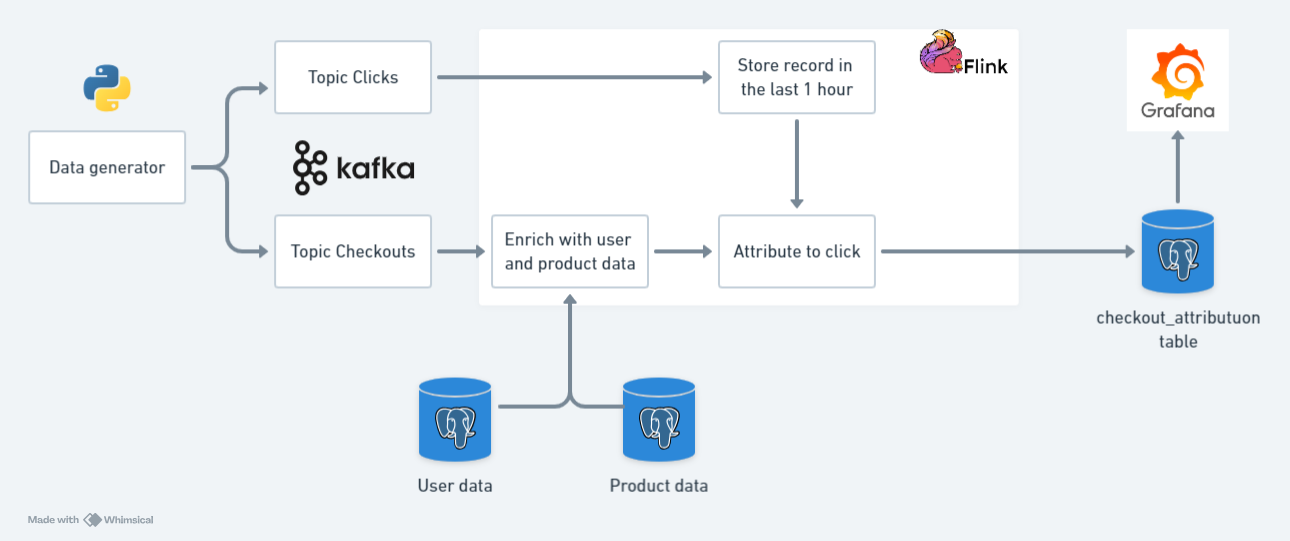 Data generator
Topic Clicks
kafka
Topic Checkouts
Store record in
the last 1 hour
Flink
Enrich with user
and product data
Attribute to click
Grafana
checkout_attributuon
table
User data
Product data
Made with Whimsical